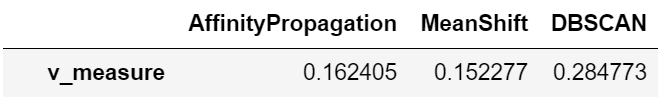 AffinityPropagation MeanShift DBSCAN
v_measure 0.162405 0.152277 0.284773